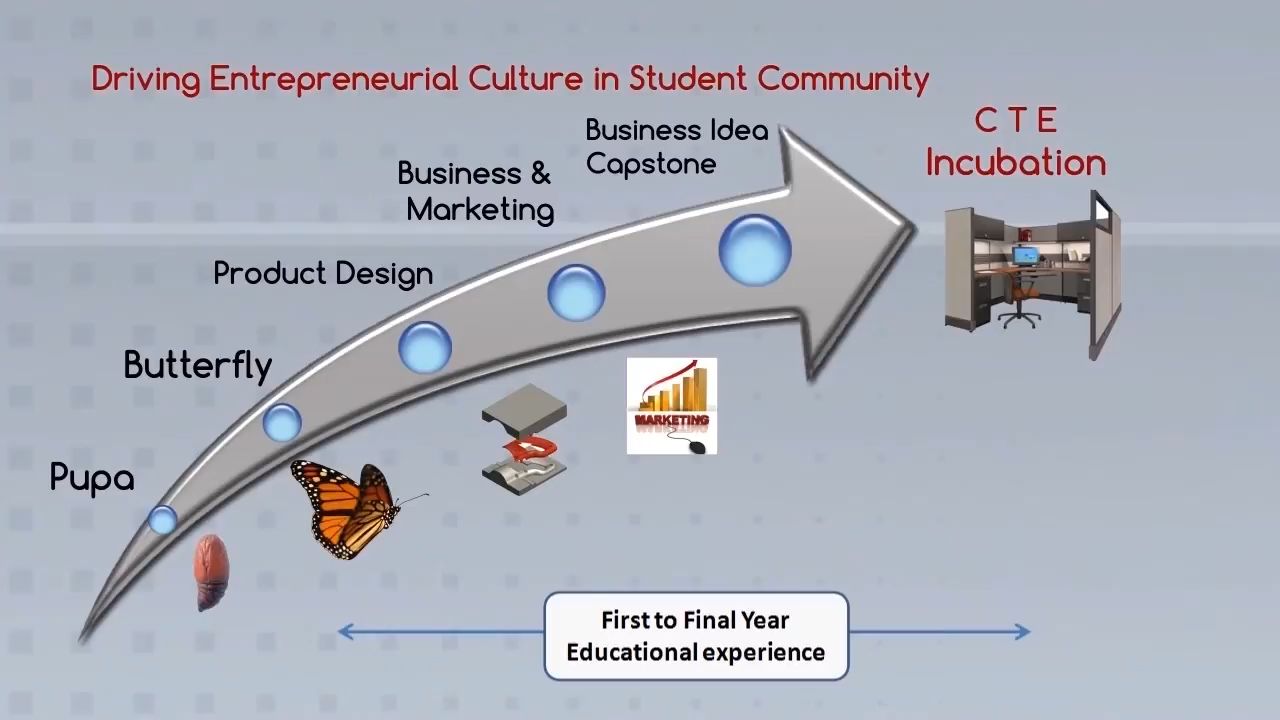 Driving Entrepreneurial Culture in Student Community
C T E
Incubation
Business Idea
Capstone
Business &
Marketing
Product Design
Butterfly
Pupa
MARKETING
First to Final Year
Educational experience